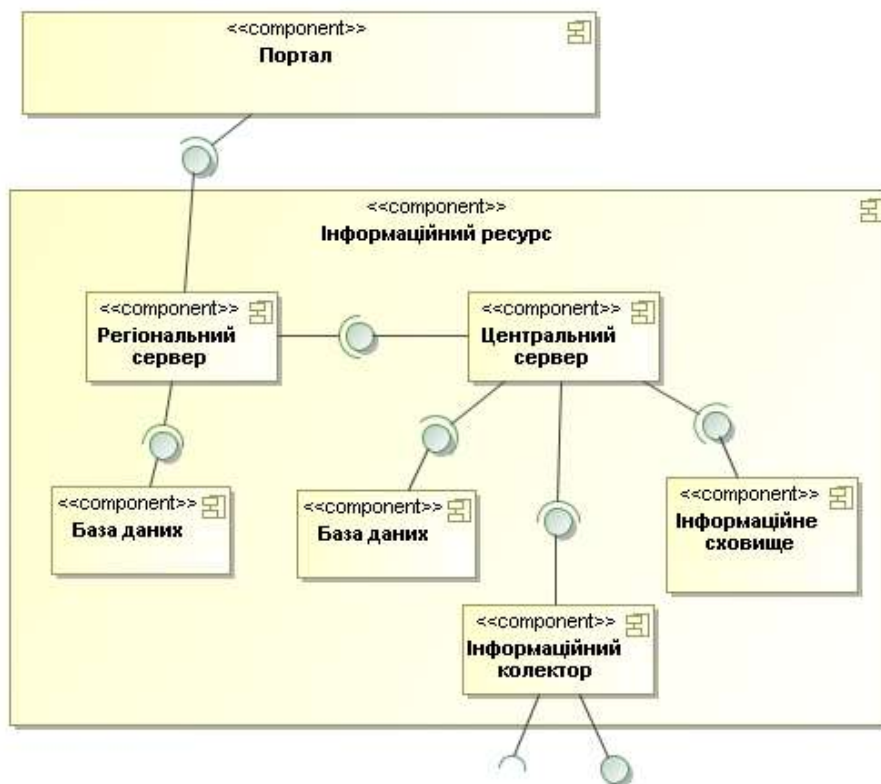 <<component>>
Портал
<<component>>
Інформаційний ресурс
<<component>>
Регіональний
сервер
<<component>>
Центральний
сервер
<<component>>
База даних
<<component>>
База даних
<<component>>
Інформаційне
сховище
<<component>>
Інформаційний
колектор